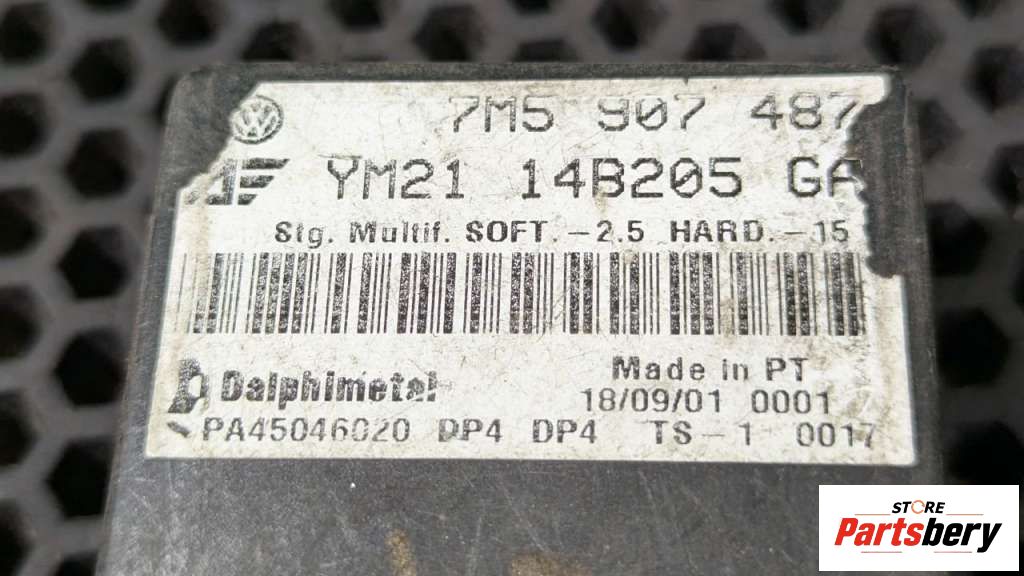 7M5 907 487
YM21 14B205 GA
Stg. Multif. SOFT.-2.5 HARD.-15
Dalphimetal
Made in PT
18/09/01 0001
PA45046020 DP4 DP4 TS-1 0017
STORE
Partsbery